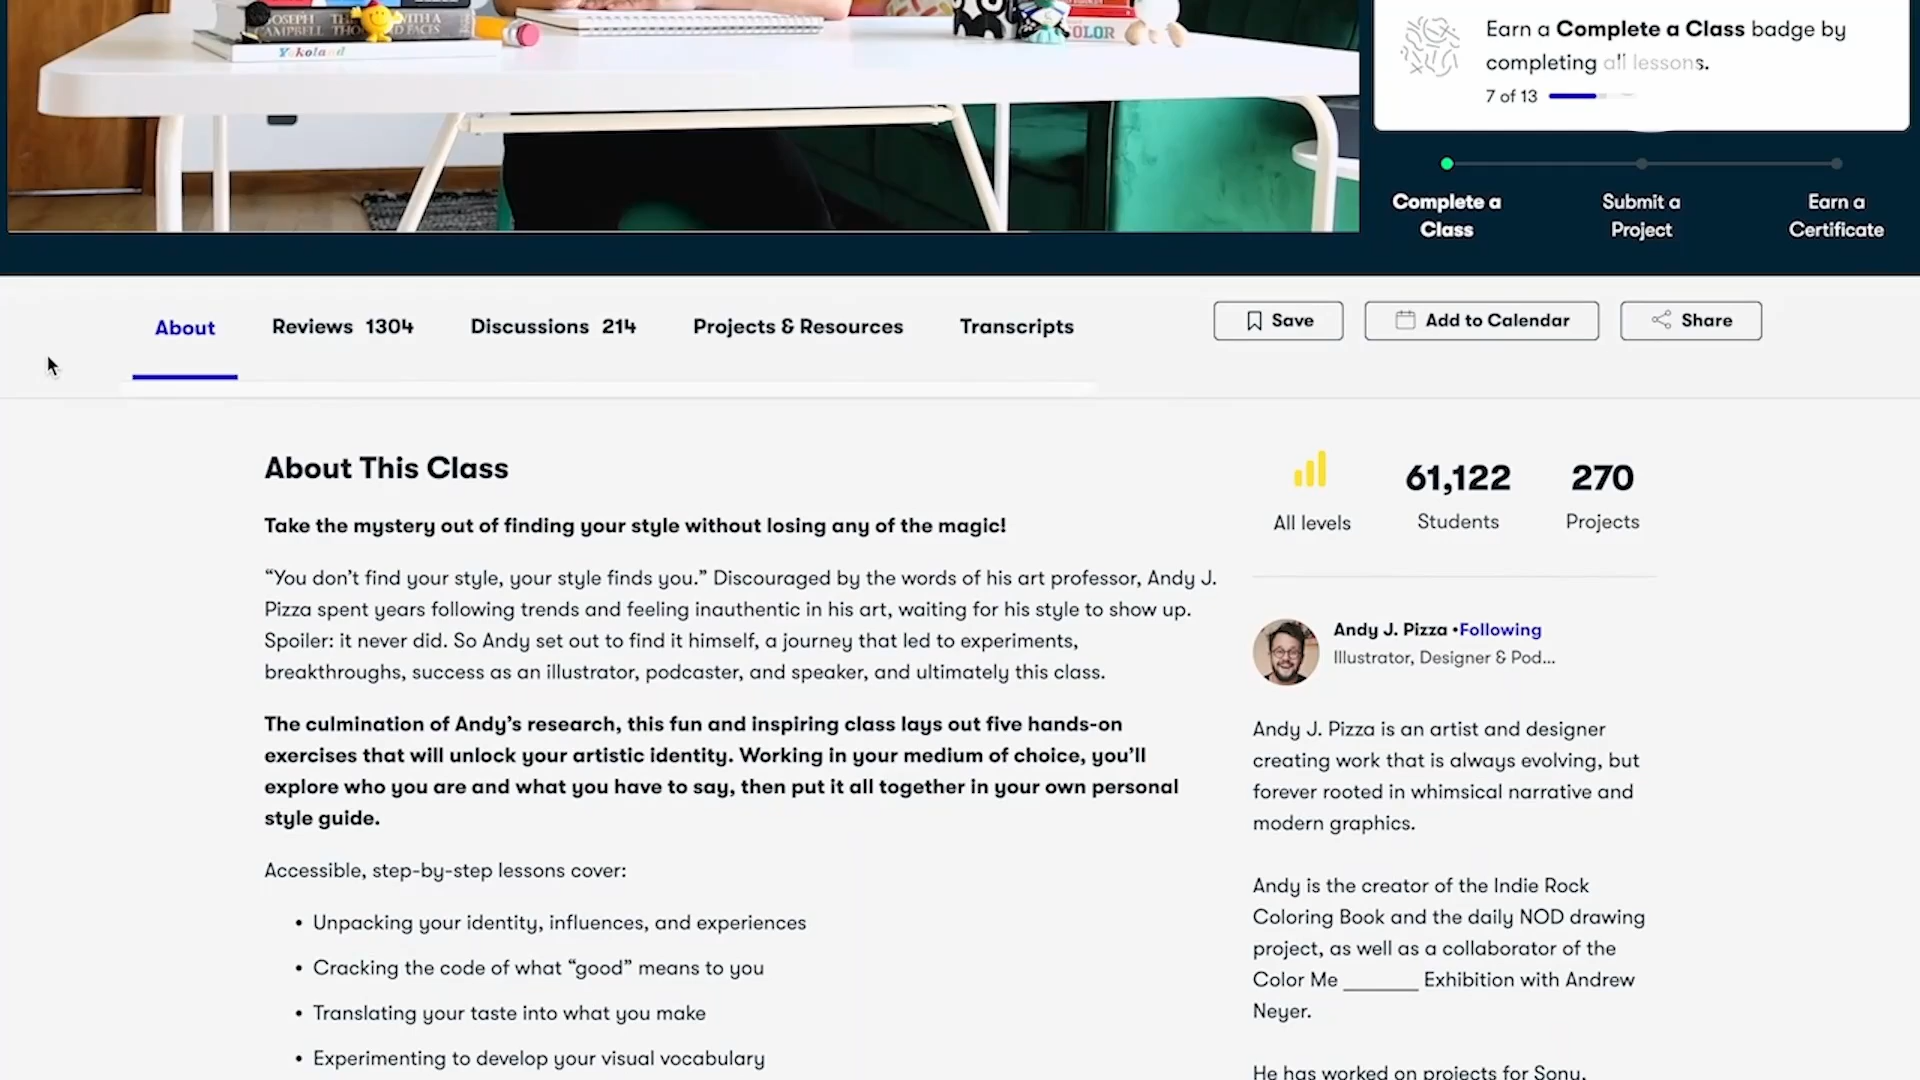 JOSEPH
CAMPBELL
WITH A
FACES
Yokoland
COLOR
Earn a Complete a Class badge by
completing all lessons.
7 of 13
Complete a
Class
Submit a
Project
Earn a
Certificate
About
Reviews 1304
Discussions 214
Projects & Resources
Transcripts
Save
Add to Calendar
Share
About This Class
Take the mystery out of finding your style without losing any of the magic!
“You don’t find your style, your style finds you.” Discouraged by the words of his art professor, Andy J.
Pizza spent years following trends and feeling inauthentic in his art, waiting for his style to show up.
Spoiler: it never did. So Andy set out to find it himself, a journey that led to experiments,
breakthroughs, success as an illustrator, podcaster, and speaker, and ultimately this class.
The culmination of Andy’s research, this fun and inspiring class lays out five hands-on
exercises that will unlock your artistic identity. Working in your medium of choice, you’ll
explore who you are and what you have to say, then put it all together in your own personal
style guide.
Accessible, step-by-step lessons cover:
• Unpacking your identity, influences, and experiences
• Cracking the code of what “good” means to you
• Translating your taste into what you make
• Experimenting to develop your visual vocabulary
All levels
61,122
Students
270
Projects
Andy J. Pizza •Following
Illustrator, Designer & Pod...
Andy J. Pizza is an artist and designer
creating work that is always evolving, but
forever rooted in whimsical narrative and
modern graphics.
Andy is the creator of the Indie Rock
Coloring Book and the daily NOD drawing
project, as well as a collaborator of the
Color Me _______ Exhibition with Andrew
Neyer.
He has worked on projects for Sony,